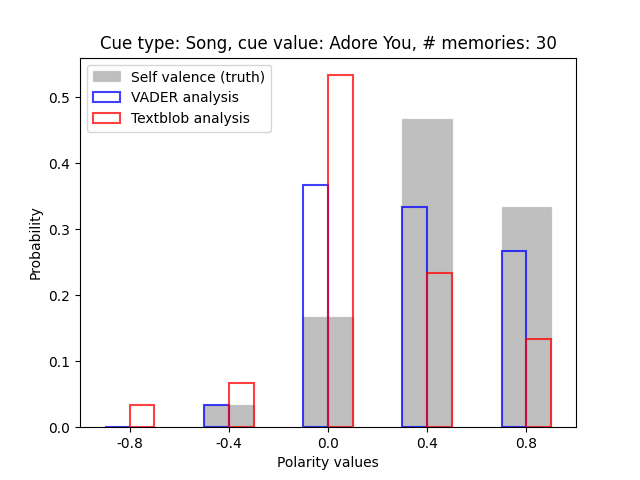 Cue type: Song, cue value: Adore You, # memories: 30
Self valence (truth)
VADER analysis
Textblob analysis
Probability
0.5
0.4
0.3
0.2
0.1
0.0
-0.8 -0.4 0.0 0.4 0.8
Polarity values